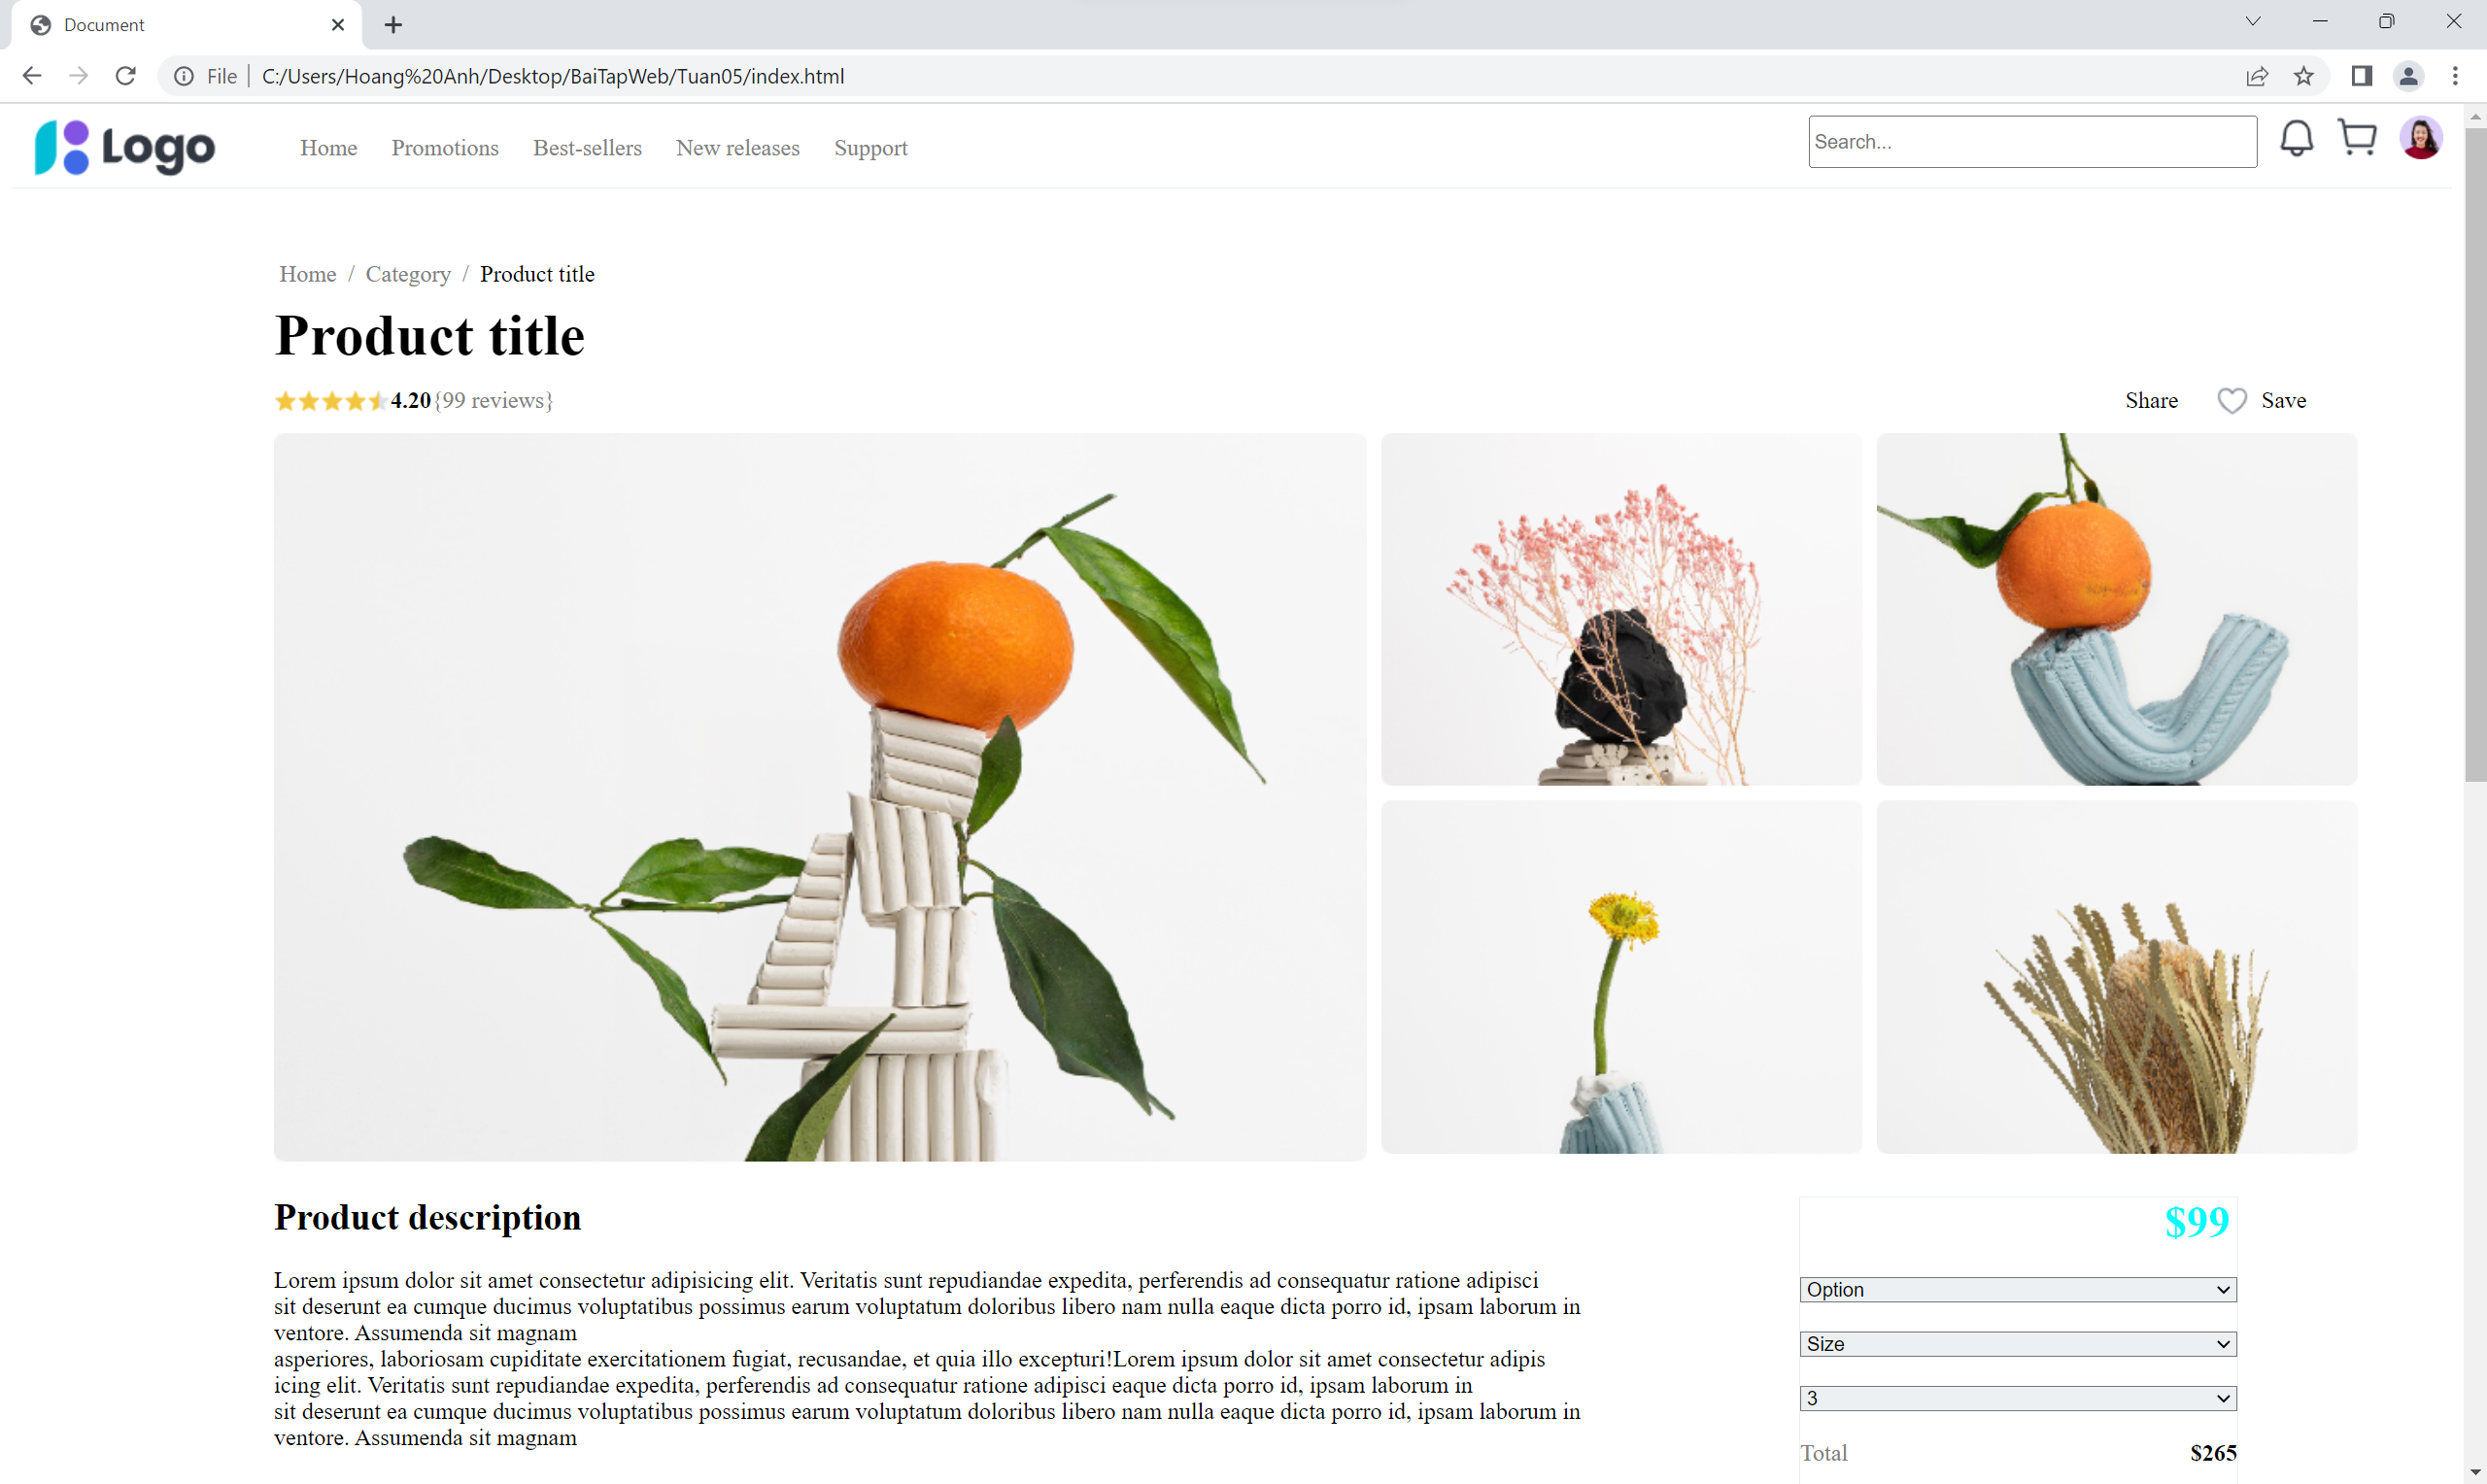 Document
File C:/Users/Hoang%20Anh/Desktop/BaiTapWeb/Tuan05/index.html
Logo Home Promotions Best-sellers New releases Support Search...
Home / Category / Product title
Product title
4.20{99 reviews} Share Save
Product description
Lorem ipsum dolor sit amet consectetur adipisicing elit. Veritatis sunt repudiandae expedita, perferendis ad consequatur ratione adipisci
sit deserunt ea cumque ducimus voluptatibus possimus earum voluptatum doloribus libero nam nulla eaque dicta porro id, ipsam laborum in
ventore. Assumenda sit magnam
asperiores, laboriosam cupiditate exercitationem fugiat, recusandae, et quia illo excepturi!Lorem ipsum dolor sit amet consectetur adipis
icing elit. Veritatis sunt repudiandae expedita, perferendis ad consequatur ratione adipisci eaque dicta porro id, ipsam laborum in
sit deserunt ea cumque ducimus voluptatibus possimus earum voluptatum doloribus libero nam nulla eaque dicta porro id, ipsam laborum in
ventore. Assumenda sit magnam
$99
Option
Size
3
Total $265